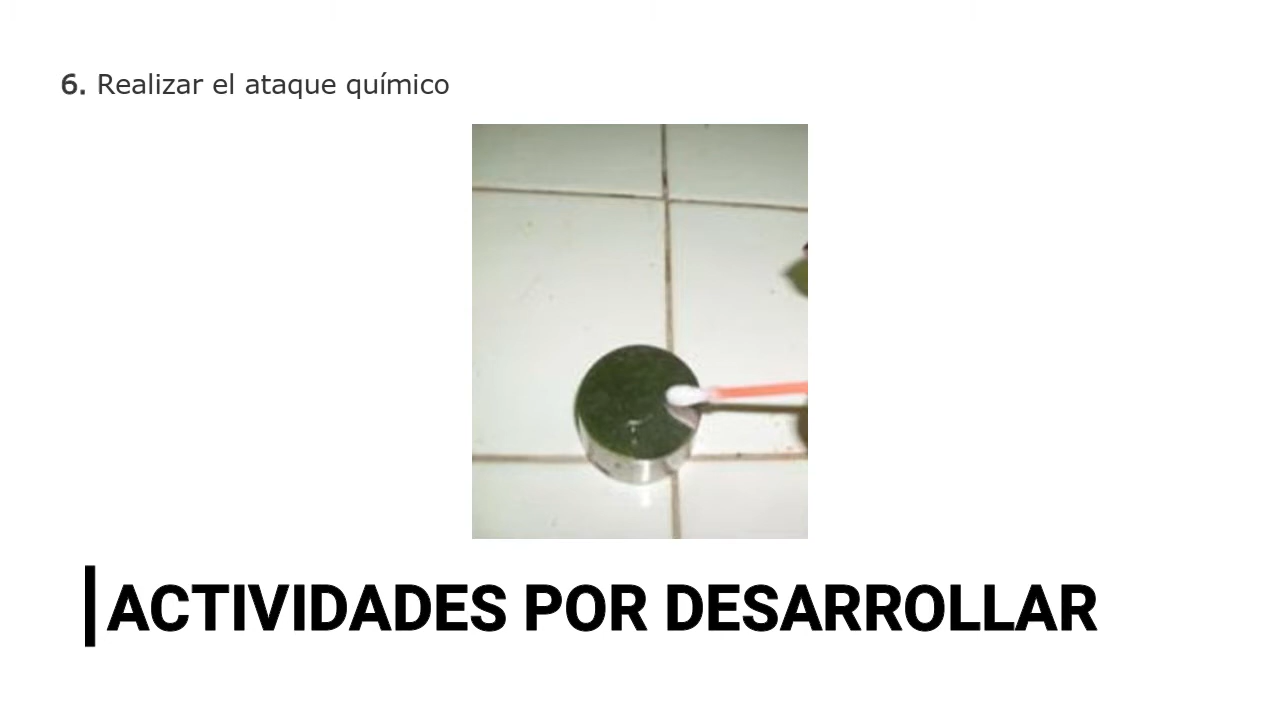 6. Realizar el ataque químico
ACTIVIDADES POR DESARROLLAR